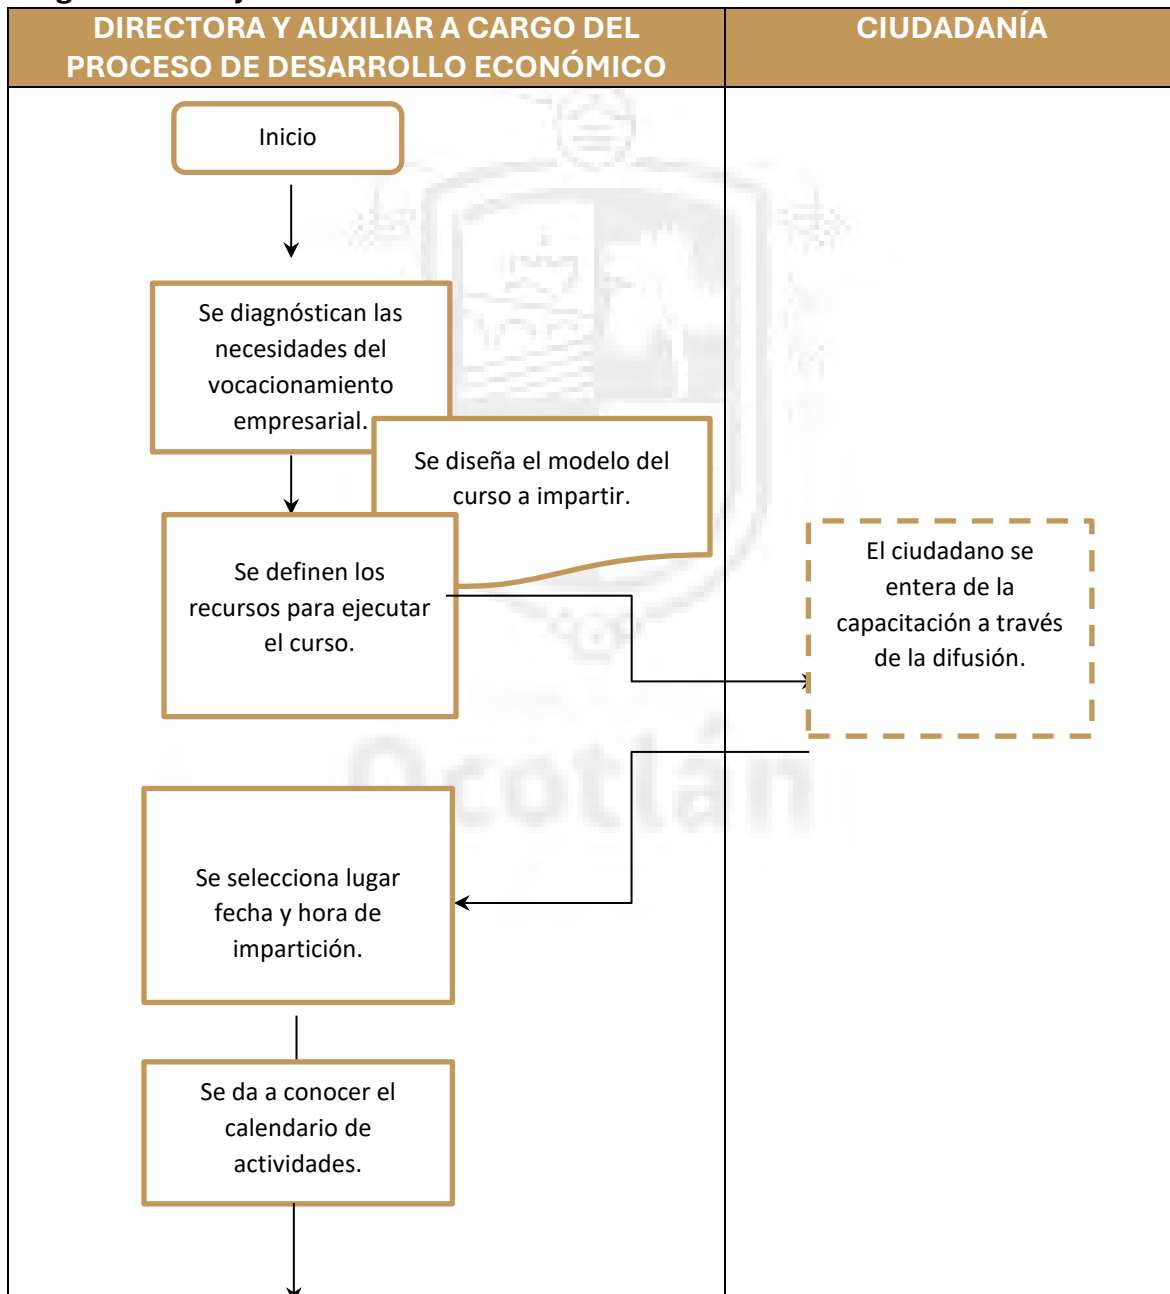 DIRECTORA Y AUXILIAR A CARGO DEL
PROCESO DE DESARROLLO ECONÓMICO
CIUDADANÍA
Inicio
Se diagnóstican las
necesidades del
vocacionamiento
empresarial.
Se diseña el modelo del
curso a impartir.
Se definen los
recursos para ejecutar
el curso.
El ciudadano se
entera de la
capacitación a través
de la difusión.
Ocotlán
Se selecciona lugar
fecha y hora de
impartición.
Se da a conocer el
calendario de
actividades.